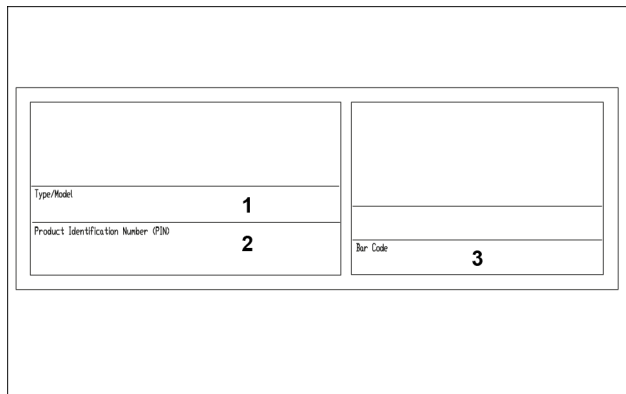 Type/Model
1
Product Identification Number (PIN)
2
Bar Code
3